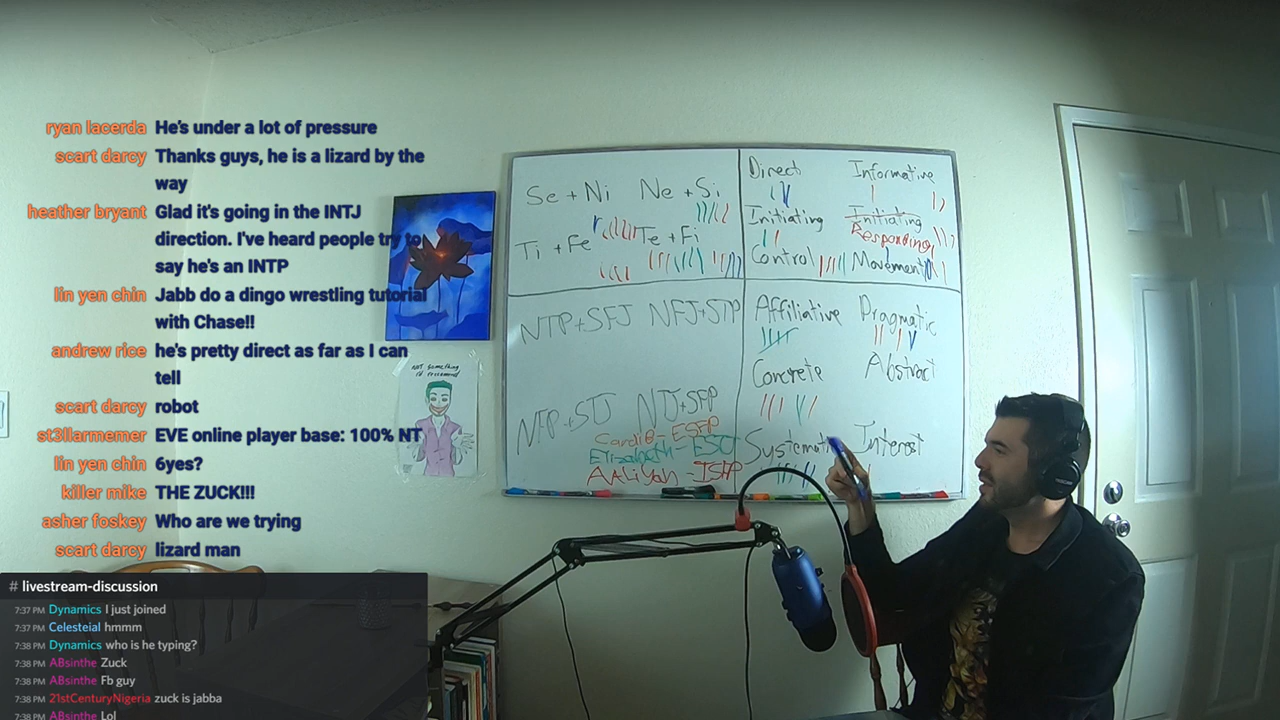 ryan lacerda He's under a lot of pressure
scart darcy Thanks guys, he is a lizard by the
way
heather bryant Glad it's going in the INTJ
direction. I've heard people try to
say he's an INTP
lin yen chin Jabb do a dingo wrestling tutorial
with Chase!!
andrew rice he's pretty direct as far as I can
tell
scart darcy robot
st3llarmemer EVE online player base: 100% NT
lin yen chin 6yes?
killer mike THE ZUCK!!!
asher foskey Who are we trying
scart darcy lizard man
# livestream-discussion
7:37 PM Dynamics I just joined
7:37 PM Celesteial hmmm
7:38 PM Dynamics who is he typing?
7:38 PM ABsinthe Zuck
7:38 PM ABsinthe Fb guy
7:38 PM 21stCenturyNigeria zuck is jabba
7:38 PM ABsinthe Lol
NOT something
I'd recommend
Se + Ni Ne + Si
Ti + Fe Te + Fi
NTP+SFJ NFJ+STP
NFP+STJ NTJ+SFP
Cardi B - ESFP
Elizabeth - EST
AALiYah - ISFP
Direct Informative
Initiating Initiating
Responding
Control Movement
Affiliative Pragmatic
Concrete Abstract
Systematic Interest